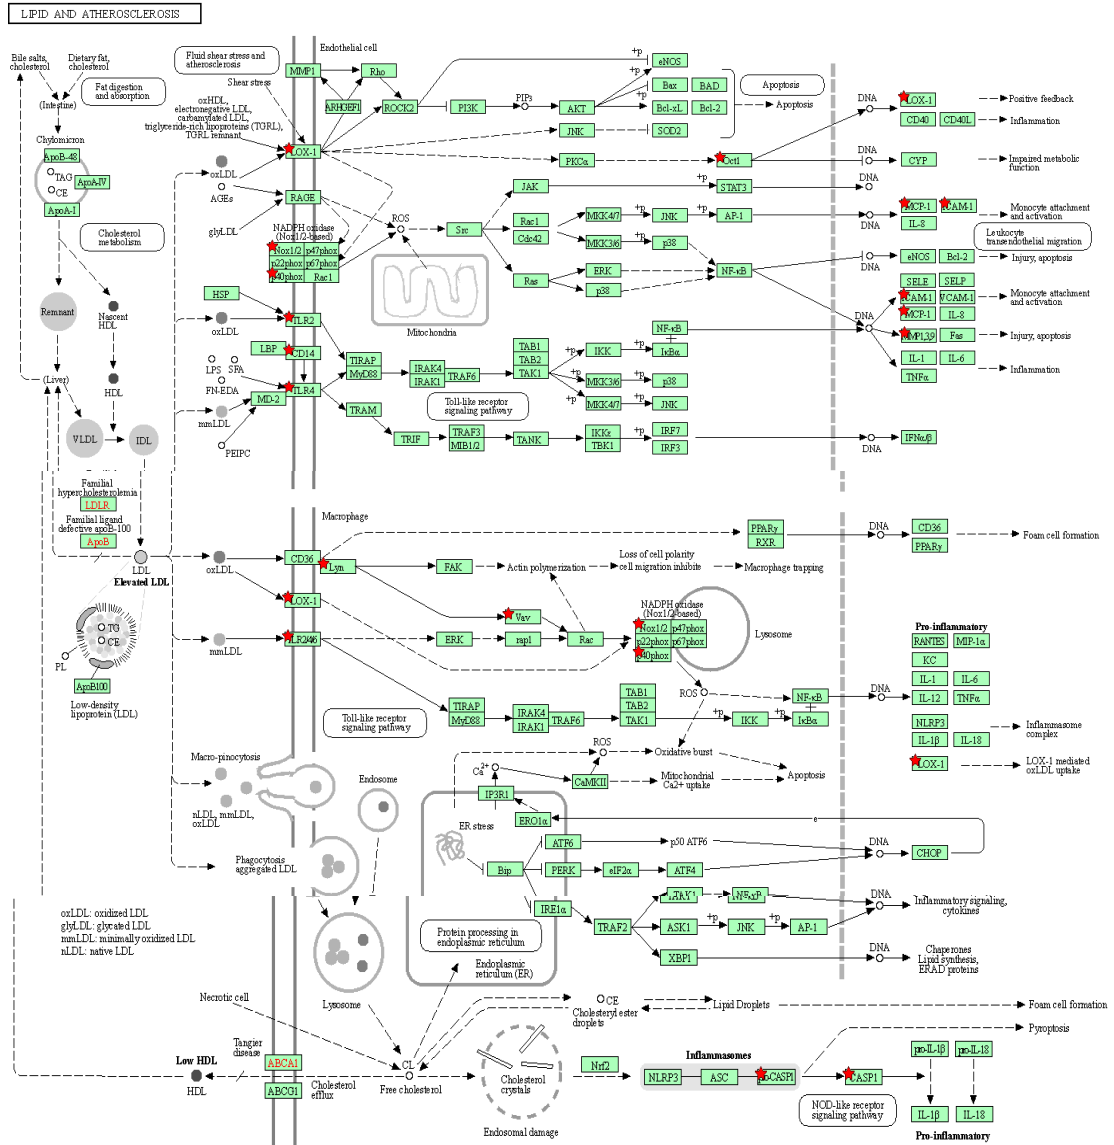 LIPID AND ATHEROSCLEROSIS
Bile salts,
cholesterol
Dietary fat,
cholesterol
Fat digestion
and absorption
(Intestine)
Chylomicron
ApoB-48
TAG
CE
ApoA-IV
ApoA-I
Cholesterol
metabolism
Remnant
Nascent
HDL
(Liver)
HDL
VLDL
IDL
Familial
hypercholesterolemia
LDLR
Familial ligand
defective apoB-100
ApoB
LDL
Elevated LDL
TG
CE
PL
ApoB100
Low-density
lipoprotein (LDL)
oxLDL: oxidized LDL
glyLDL: glycated LDL
mmLDL: minimally oxidized LDL
nLDL: native LDL
Fluid shear stress and
atherosclerosis
Shear stress
oxHDL,
electronegative LDL,
carbamylated LDL,
triglyceride-rich lipoproteins (TGRL),
TGRL remnant
oxLDL
AGEs
glyLDL
Endothelial cell
MMP1
Rho
ARHGEF1
ROCK2
PI3K
PIP3
AKT
+p
+p
+p
eNOS
Bax
BAD
Bcl-xL
Bcl-2
Apoptosis
Apoptosis
JNK
SOD2
LOX-1
PKCα
Oct1
DNA
LOX-1
Positive feedback
CD40
CD40L
Inflammation
DNA
CYP
Impaired metabolic
function
RAGE
NADPH oxidase
(Nox1/2-based)
Nox1/2
p47phox
p22phox
p67phox
p40phox
Rac1
ROS
Mitochondria
Src
JAK
+p
STAT3
DNA
Rac1
Cdc42
MKK4/7
+p
JNK
+p
AP-1
DNA
MCP-1
IL-8
Monocyte attachment
and activation
Leukocyte
transendothelial migration
MKK3/6
+p
p38
Ras
ERK
p38
NF-κB
DNA
eNOS
Bcl-2
Injury, apoptosis
SELE
SELP
VCAM-1
Monocyte attachment
and activation
MCP-1
IL-8
DNA
MMP1,3,9
Fas
Injury, apoptosis
IL-1
IL-6
TNFα
Inflammation
HSP
oxLDL
TLR2
LBP
CD14
LPS
SFA
FN-EDA
TLR4
mmLDL
MD-2
PEIPC
TIRAP
MyD88
IRAK4
IRAK1
TRAF6
TAB1
TAB2
TAK1
+p
IKK
+p
NF-κB
IκBα
+p
MKK3/6
+p
p38
+p
MKK4/7
+p
JNK
Toll-like receptor
signaling pathway
TRAM
TRIF
TRAF3
MIB1/2
TANK
IKKε
TBK1
+p
IRF7
IRF3
DNA
IFNα/β
Macrophage
oxLDL
CD36
Lyn
FAK
Actin polymerization
Loss of cell polarity
cell migration inhibite
Macrophage trapping
PPARγ
RXR
DNA
CD36
PPARγ
Foam cell formation
LOX-1
Vav
NADPH oxidase
(Nox1/2-based)
Nox1/2
p47phox
p22phox
p67phox
p40phox
Lysosome
mmLDL
ERK
rap1
Rac
ROS
Toll-like receptor
signaling pathway
TIRAP
MyD88
IRAK4
IRAK1
TRAF6
TAB1
TAB2
TAK1
+p
IKK
+p
NF-κB
IκBα
DNA
Pro-inflammatory
RANTES
MIP-1α
KC
IL-1
IL-6
IL-12
TNFα
NLRP3
IL-1β
IL-18
Inflammasome
complex
LOX-1
LOX-1 mediated
oxLDL uptake
Macro-pinocytosis
nLDL, mmLDL,
oxLDL
Endosome
Phagocytosis
aggregated LDL
Ca2+
ROS
Oxidative burst
CaMKII
Mitochondrial
Ca2+ uptake
Apoptosis
IP3R1
ERO1α
e
ER stress
Bip
ATF6
p50 ATF6
PERK
eIF2α
ATF4
DNA
CHOP
IRE1α
TRAF2
ASK1
+p
JNK
+p
AP-1
DNA
Inflammatory signaling,
cytokines
XBP1
DNA
Chaperones
Lipid synthesis,
ERAD proteins
Protein processing in
endoplasmic reticulum
Endoplasmic
reticulum (ER)
Lysosome
Necrotic cell
CE
Cholesteryl ester
droplets
Lipid Droplets
Foam cell formation
Pyroptosis
Low HDL
HDL
Tangier
disease
ABCA1
ABCG1
Cholesterol
efflux
CL
Free cholesterol
Cholesterol
crystals
Endosomal damage
Nrf2
Inflammasomes
NLRP3
ASC
pro-CASP1
CASP1
NOD-like receptor
signaling pathway
pro-IL-1β
pro-IL-18
IL-1β
IL-18
Pro-inflammatory